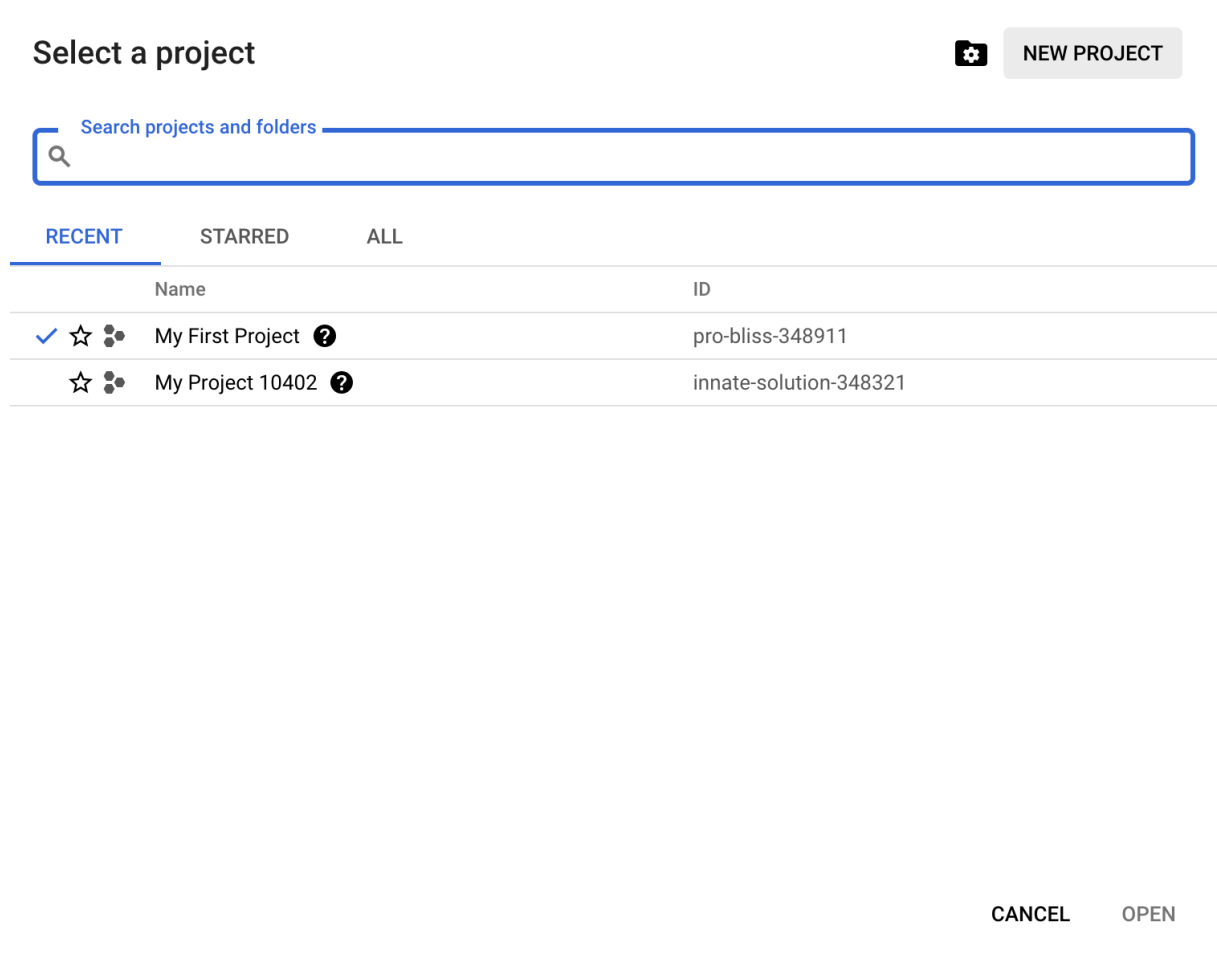 Select a project
NEW PROJECT
Search projects and folders
RECENT STARRED ALL
Name ID
My First Project ? pro-bliss-348911
My Project 10402 ? innate-solution-348321
CANCEL OPEN